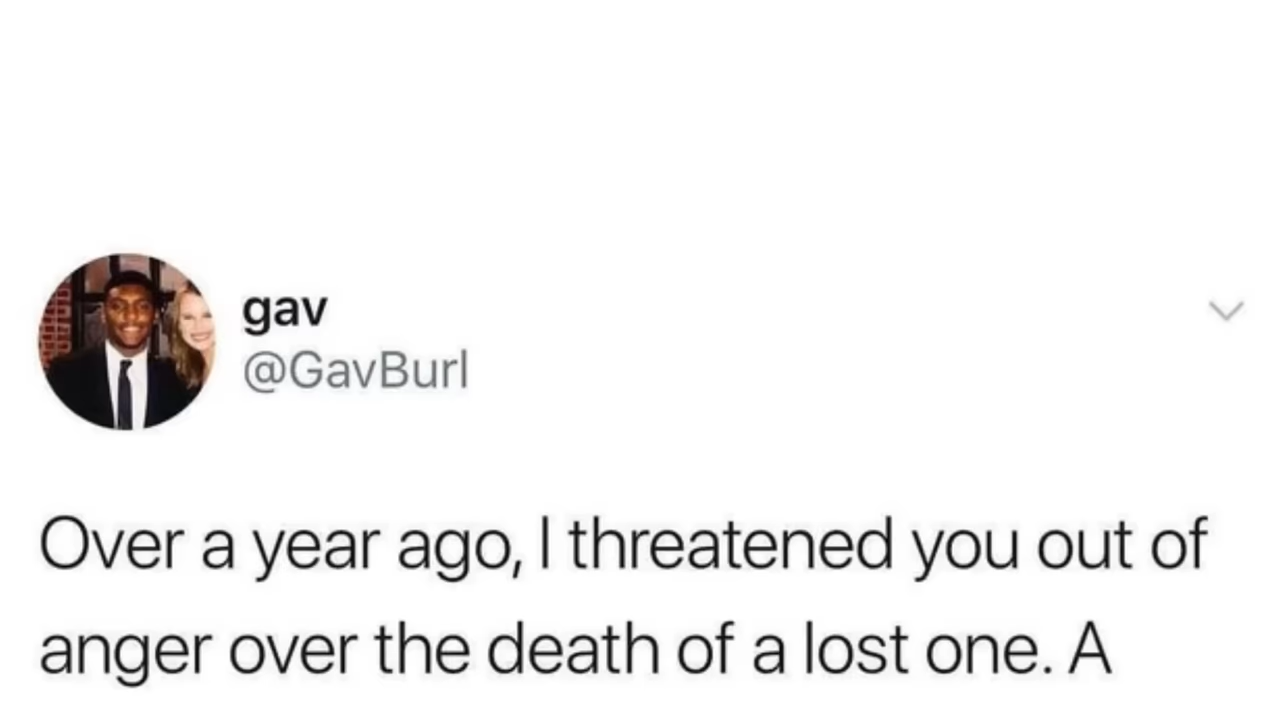 gav
@GavBurl
Over a year ago, I threatened you out of
anger over the death of a lost one. A